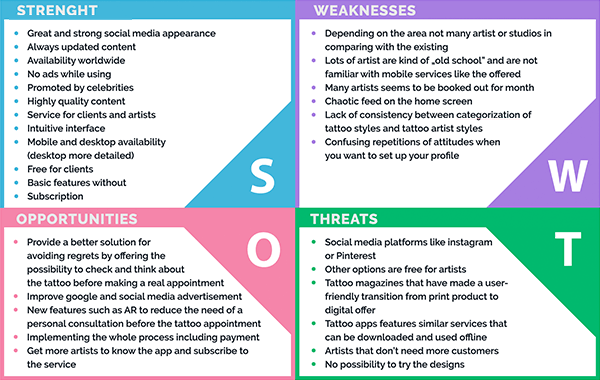 STRENGHT
• Great and strong social media appearance
• Always updated content
• Availability worldwide
• No ads while using
• Promoted by celebrities
• Highly quality content
• Service for clients and artists
• Intuitive interface
• Mobile and desktop availability
(desktop more detailed)
• Free for clients
• Basic features without
• Subscription
S
WEAKNESSES
• Depending on the area not many artist or studios in
comparing with the existing
• Lots of artist are kind of „old school" and are not
familiar with mobile services like the offered
• Many artists seems to be booked out for month
• Chaotic feed on the home screen
• Lack of consistency between categorization of
tattoo styles and tattoo artist styles
• Confusing repetitions of attitudes when
you want to set up your profile
W
OPPORTUNITIES
• Provide a better solution for
avoiding regrets by offering the
possibility to check and think about
the tattoo before making a real appointment
• Improve google and social media advertisement
• New features such as AR to reduce the need of a
personal consultation before the tattoo appointment
• Implementing the whole process including payment
• Get more artists to know the app and subscribe to
the service
O
THREATS
• Social media platforms like instagram
or Pinterest
• Other options are free for artists
• Tattoo magazines that have made a user-
friendly transition from print product to
digital offer
• Tattoo apps features similar services that
can be downloaded and used offline
• Artists that don't need more customers
• No possibility to try the designs
T